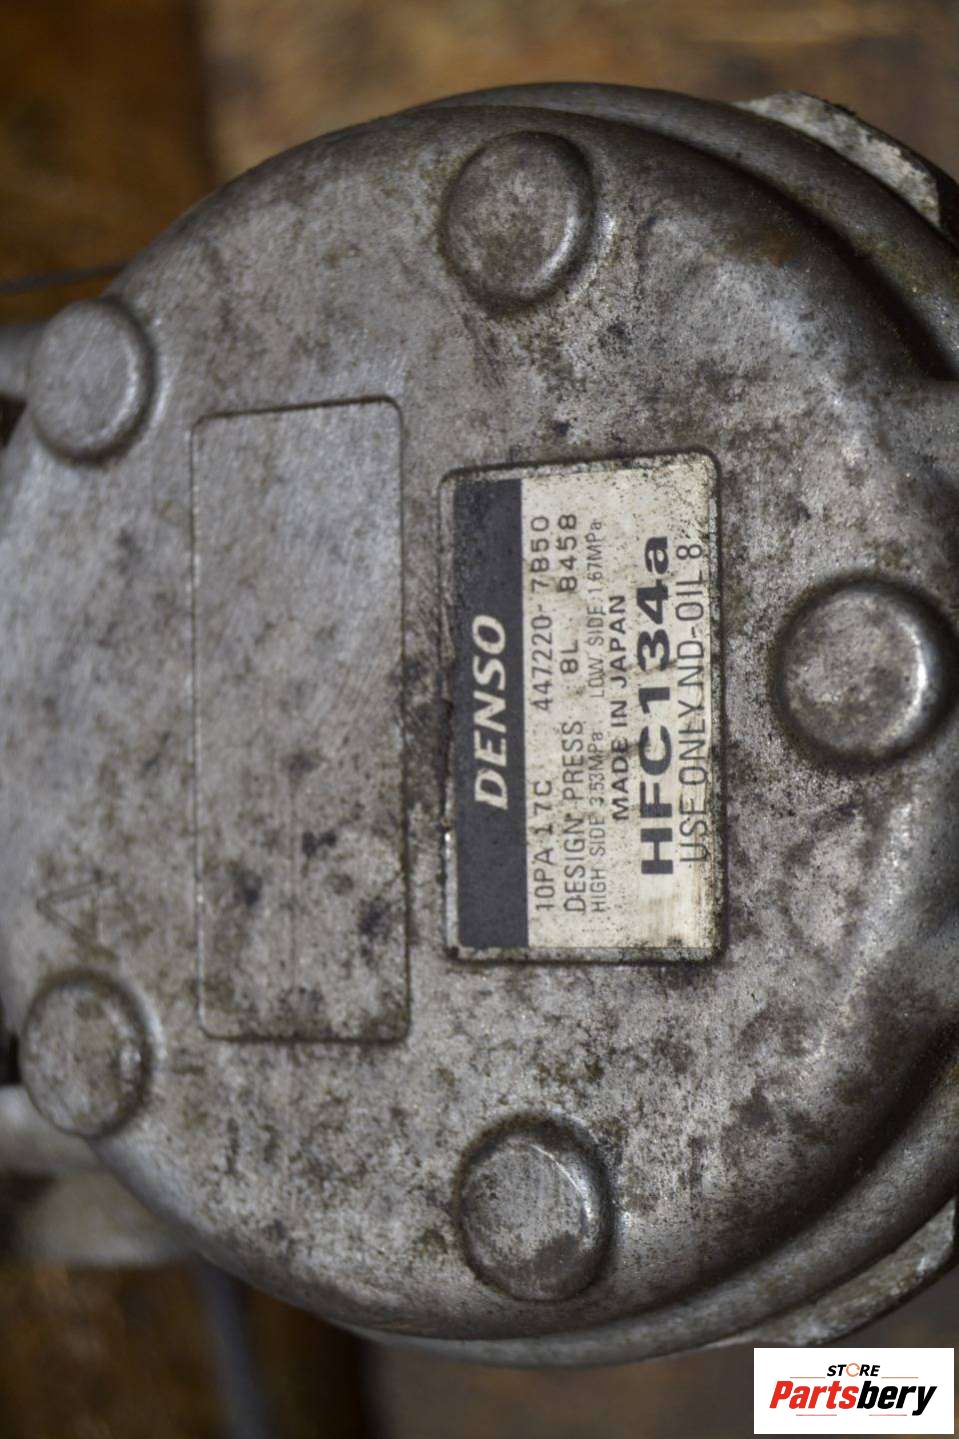 DENSO
10PA17C 447220-7850
DESIGN PRESS 8L 8458
HIGH SIDE 3.53MPa LOW SIDE 1.67MPa
MADE IN JAPAN
HFC134a
USE ONLY ND-OIL 8
STORE
Partsbery